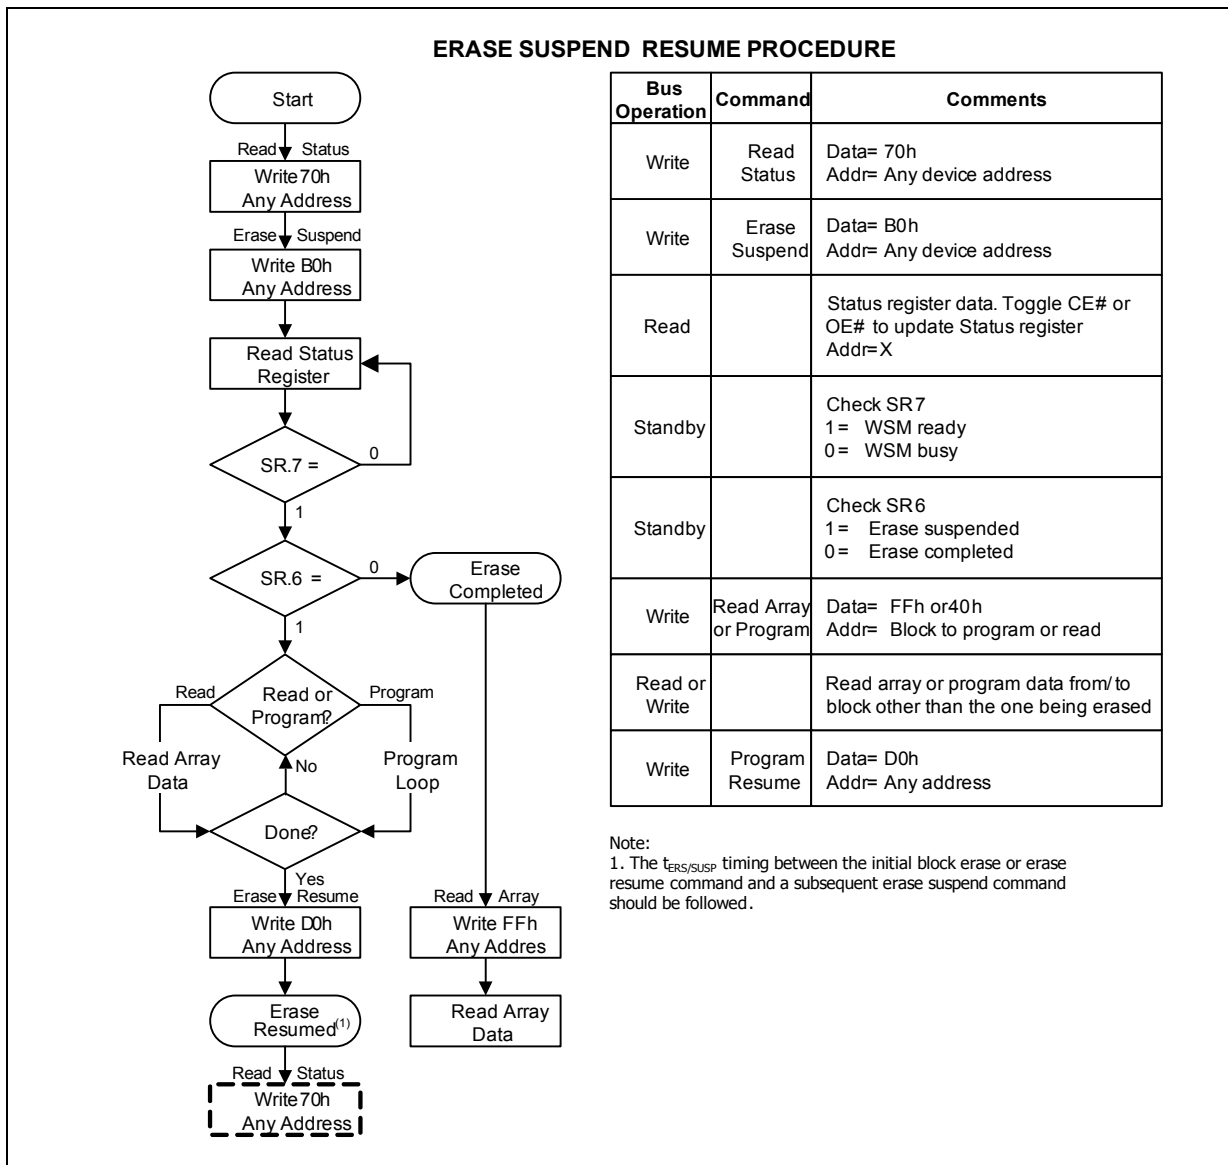 ERASE SUSPEND RESUME PROCEDURE
Start
Read Status
Write 70h
Any Address
Erase Suspend
Write B0h
Any Address
Read Status
Register
SR.7 =
0
1
SR.6 =
0
Erase
Completed
1
Read
Read or
Program?
Program
Read Array
Data
No
Program
Loop
Done?
Yes
Erase Resume
Write D0h
Any Address
Read Array
Write FFh
Any Addres
Erase
Resumed(1)
Read Array
Data
Read Status
Write 70h
Any Address
Bus
Operation
Command
Comments
Write
Read
Status
Data= 70h
Addr= Any device address
Write
Erase
Suspend
Data= B0h
Addr= Any device address
Read
Status register data. Toggle CE# or
OE# to update Status register
Addr=X
Standby
Check SR7
1= WSM ready
0= WSM busy
Standby
Check SR6
1= Erase suspended
0= Erase completed
Write
Read Array
or Program
Data= FFh or40h
Addr= Block to program or read
Read or
Write
Read array or program data from/to
block other than the one being erased
Write
Program
Resume
Data= D0h
Addr= Any address
Note:
1. The tERS/SUSP timing between the initial block erase or erase
resume command and a subsequent erase suspend command
should be followed.